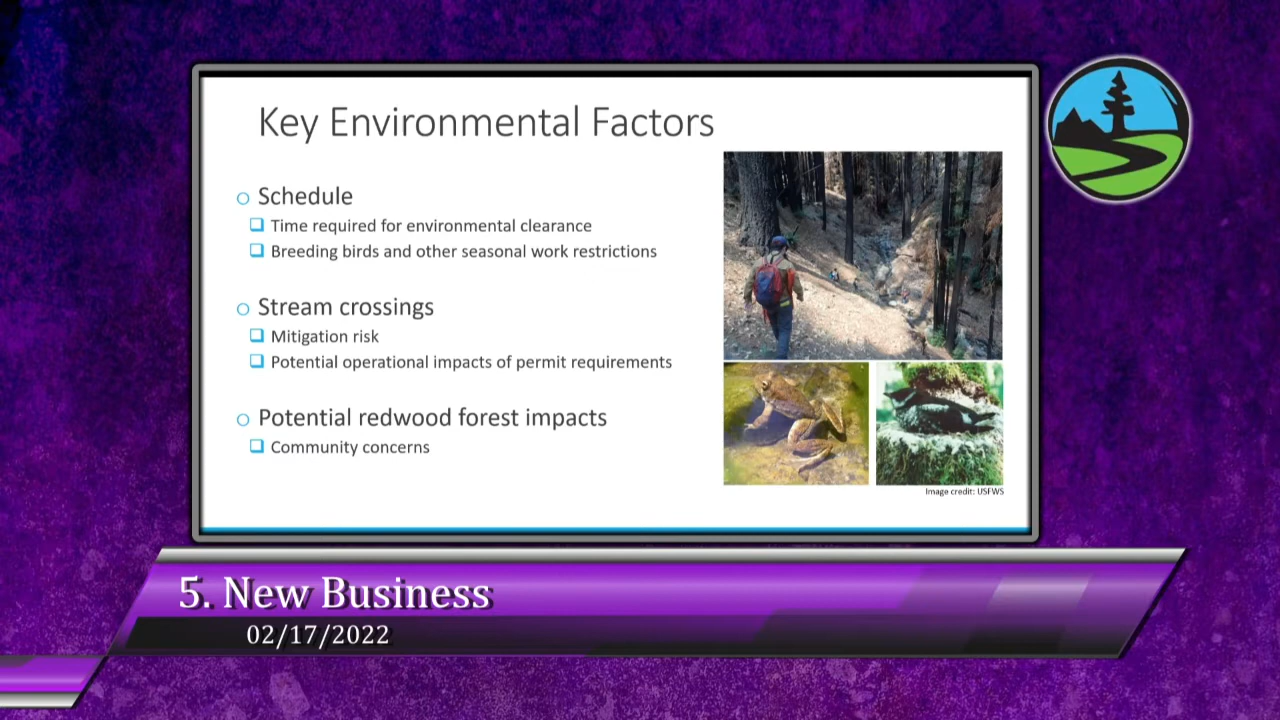 Key Environmental Factors
Schedule
Time required for environmental clearance
Breeding birds and other seasonal work restrictions
Stream crossings
Mitigation risk
Potential operational impacts of permit requirements
Potential redwood forest impacts
Community concerns
Image credit: USFWS
5. New Business
02/17/2022